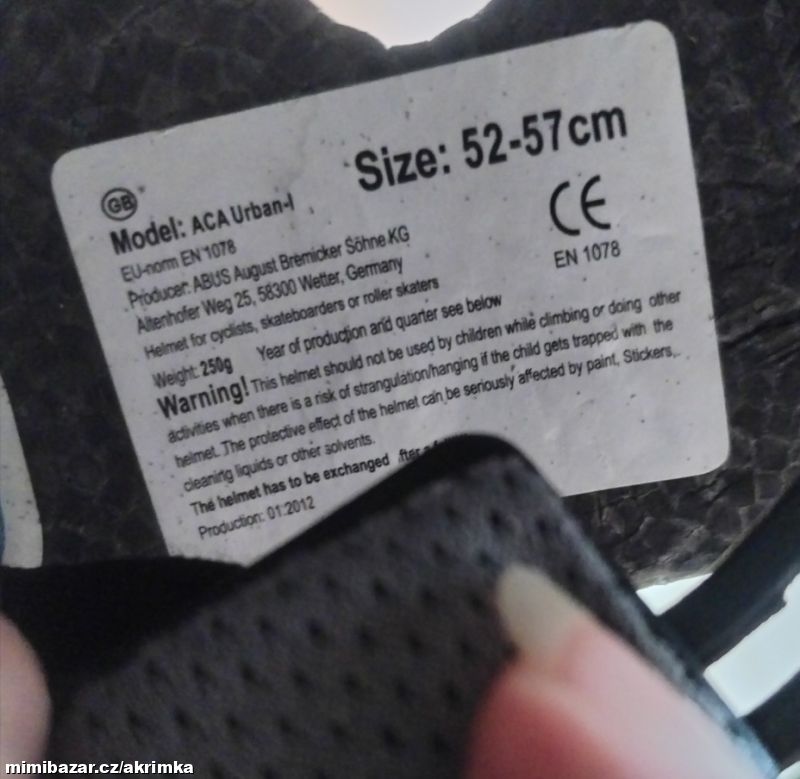 GB
Size: 52-57cm
Model: ACA Urban-I
EU-norm EN 1078
CE
EN 1078
Producer: ABUS August Bremicker Söhne KG
Altenhofer Weg 25, 58300 Wetter, Germany
Helmet for cyclists, skateboarders or roller skaters
Weight: 250g Year of production and quarter see below
Warning! This helmet should not be used by children while climbing or doing other
activities when there is a risk of strangulation/hanging if the child gets trapped with the
helmet. The protective effect of the helmet can be seriously affected by paint, Stickers,
cleaning liquids or other solvents.
The helmet has to be exchanged
Production: 01.2012
mimibazar.cz/akrimka